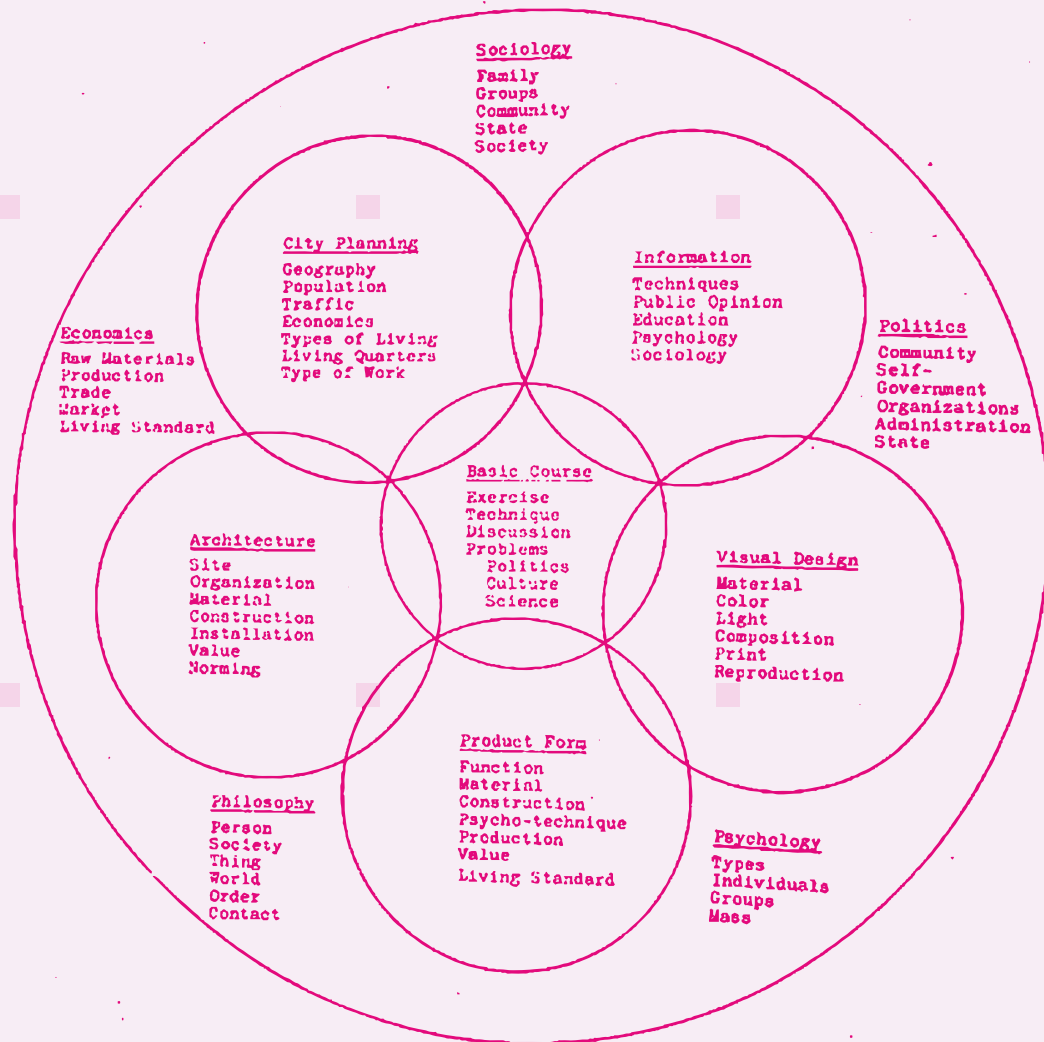 Sociology
Family
Groups
Community
State
Society
City Planning
Geography
Population
Traffic
Economics
Types of Living
Living Quarters
Type of Work
Information
Techniques
Public Opinion
Education
Psychology
Sociology
Economics
Raw Materials
Production
Trade
Market
Living Standard
Politics
Community
Self-
Government
Organizations
Administration
State
Basic Course
Exercise
Technique
Discussion
Problems
Politics
Culture
Science
Architecture
Site
Organization
Material
Construction
Installation
Value
Norming
Visual Design
Material
Color
Light
Composition
Print
Reproduction
Product Form
Function
Material
Construction
Psycho-technique
Production
Value
Living Standard
Philosophy
Person
Society
Thing
World
Order
Contact
Psychology
Types
Individuals
Groups
Mass